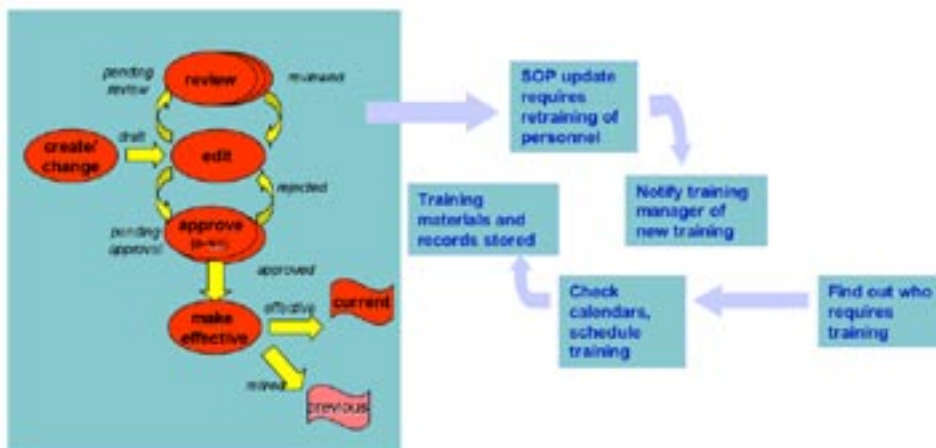 pending
review
review
reviewed
create/
change
draft
edit
rejected
pending
approval
approve
approved
make
effective
effective
current
retired
previous
SOP update
requires
retraining of
personnel
Notify training
manager of
new training
Training
materials and
records stored
Check
calendars,
schedule
training
Find out who
requires
training